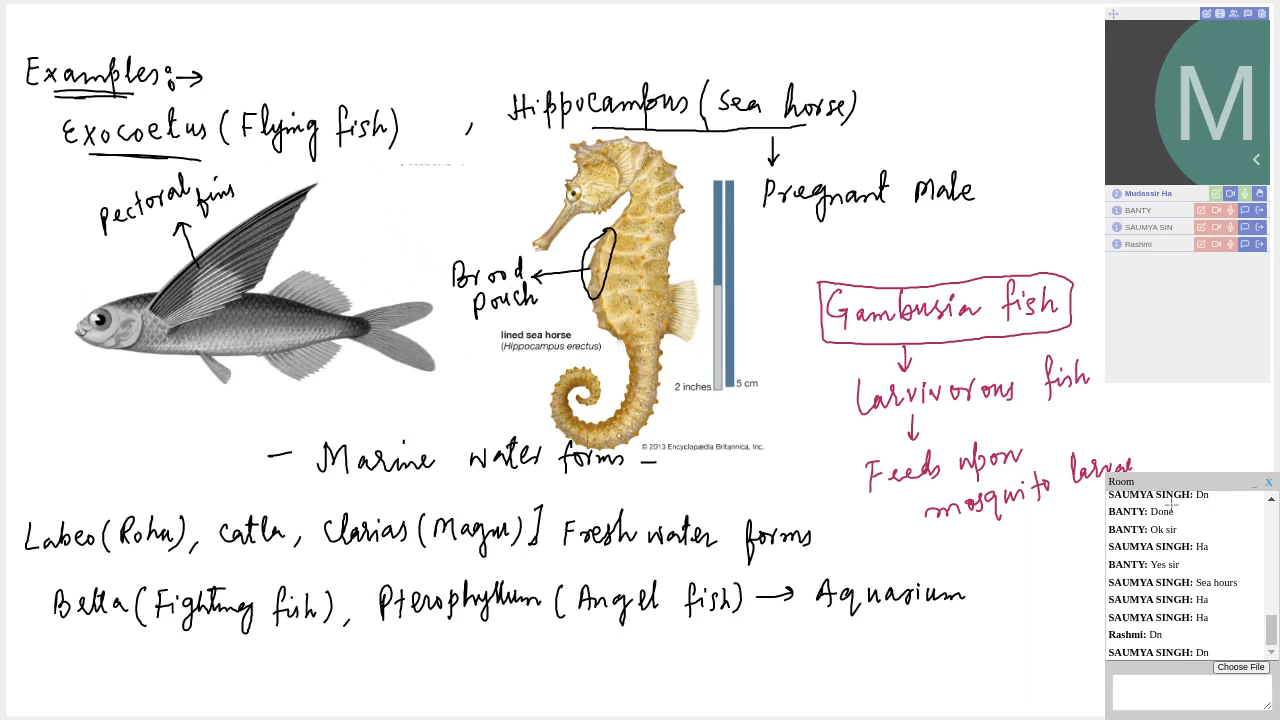 Examples:→
Exocoetus (Flying fish) , Hippocampus (Sea horse)
Pectoral fins
Pregnant Male
Brood
Pouch
lined sea horse
(Hippocampus erectus)
2 inches
5 cm
© 2013 Encyclopædia Britannica, Inc.
Gambusia fish
Larvivorous fish
Feeds upon
mosquito larvae
– Marine water forms –
Labeo (Rohu), Catla, Clarias (Magur)] Fresh water forms
Betta (Fighting fish), Pterophyllum (Angel fish) → Aquarium
M
Mudassir Ha
BANTY
SAUMYA SIN
Rashmi
Room
_ X
SAUMYA SINGH: Dn
BANTY: Done
BANTY: Ok sir
SAUMYA SINGH: Ha
BANTY: Yes sir
SAUMYA SINGH: Sea hours
SAUMYA SINGH: Ha
SAUMYA SINGH: Ha
Rashmi: Dn
SAUMYA SINGH: Dn
Choose File